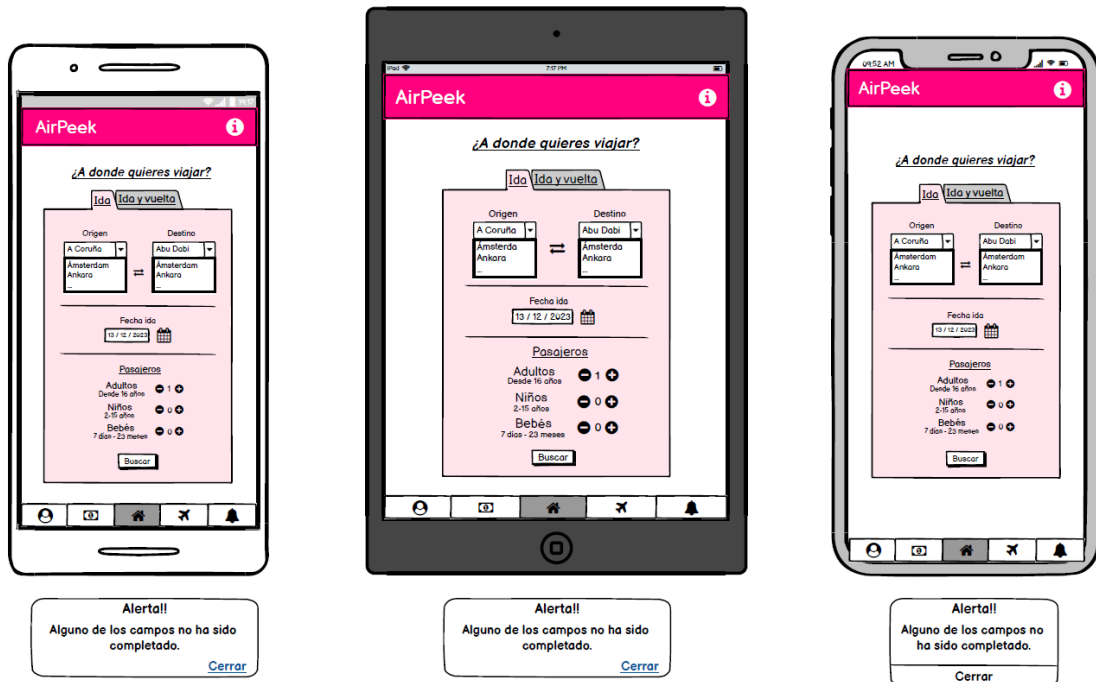 19:17
AirPeek
¿A donde quieres viajar?
Ida
Ida y vuelta
Origen
Destino
A Coruña
Abu Dabi
Ámsterdam
Ankara
...
Ámsterdam
Ankara
...
Fecha ida
13 / 12 / 2023
Pasajeros
Adultos
Desde 16 años
1
Niños
2-15 años
0
Bebés
7 días - 23 meses
0
Buscar
Alerta!!
Alguno de los campos no ha sido
completado.
Cerrar
iPad
7:17 PM
AirPeek
¿A donde quieres viajar?
Ida
Ida y vuelta
Origen
Destino
A Coruña
Abu Dabi
Ámsterda
Ankara
...
Ámsterda
Ankara
...
Fecha ida
13 / 12 / 2023
Pasajeros
Adultos
Desde 16 años
1
Niños
2-15 años
0
Bebés
7 días - 23 meses
0
Buscar
Alerta!!
Alguno de los campos no ha sido
completado.
Cerrar
09:52 AM
AirPeek
¿A donde quieres viajar?
Ida
Ida y vuelta
Origen
Destino
A Coruña
Abu Dabi
Ámsterdam
Ankara
...
Ámsterdam
Ankara
...
Fecha ida
13 / 12 / 2023
Pasajeros
Adultos
Desde 16 años
1
Niños
2-15 años
0
Bebés
7 días - 23 meses
0
Buscar
Alerta!!
Alguno de los campos no
ha sido completado.
Cerrar